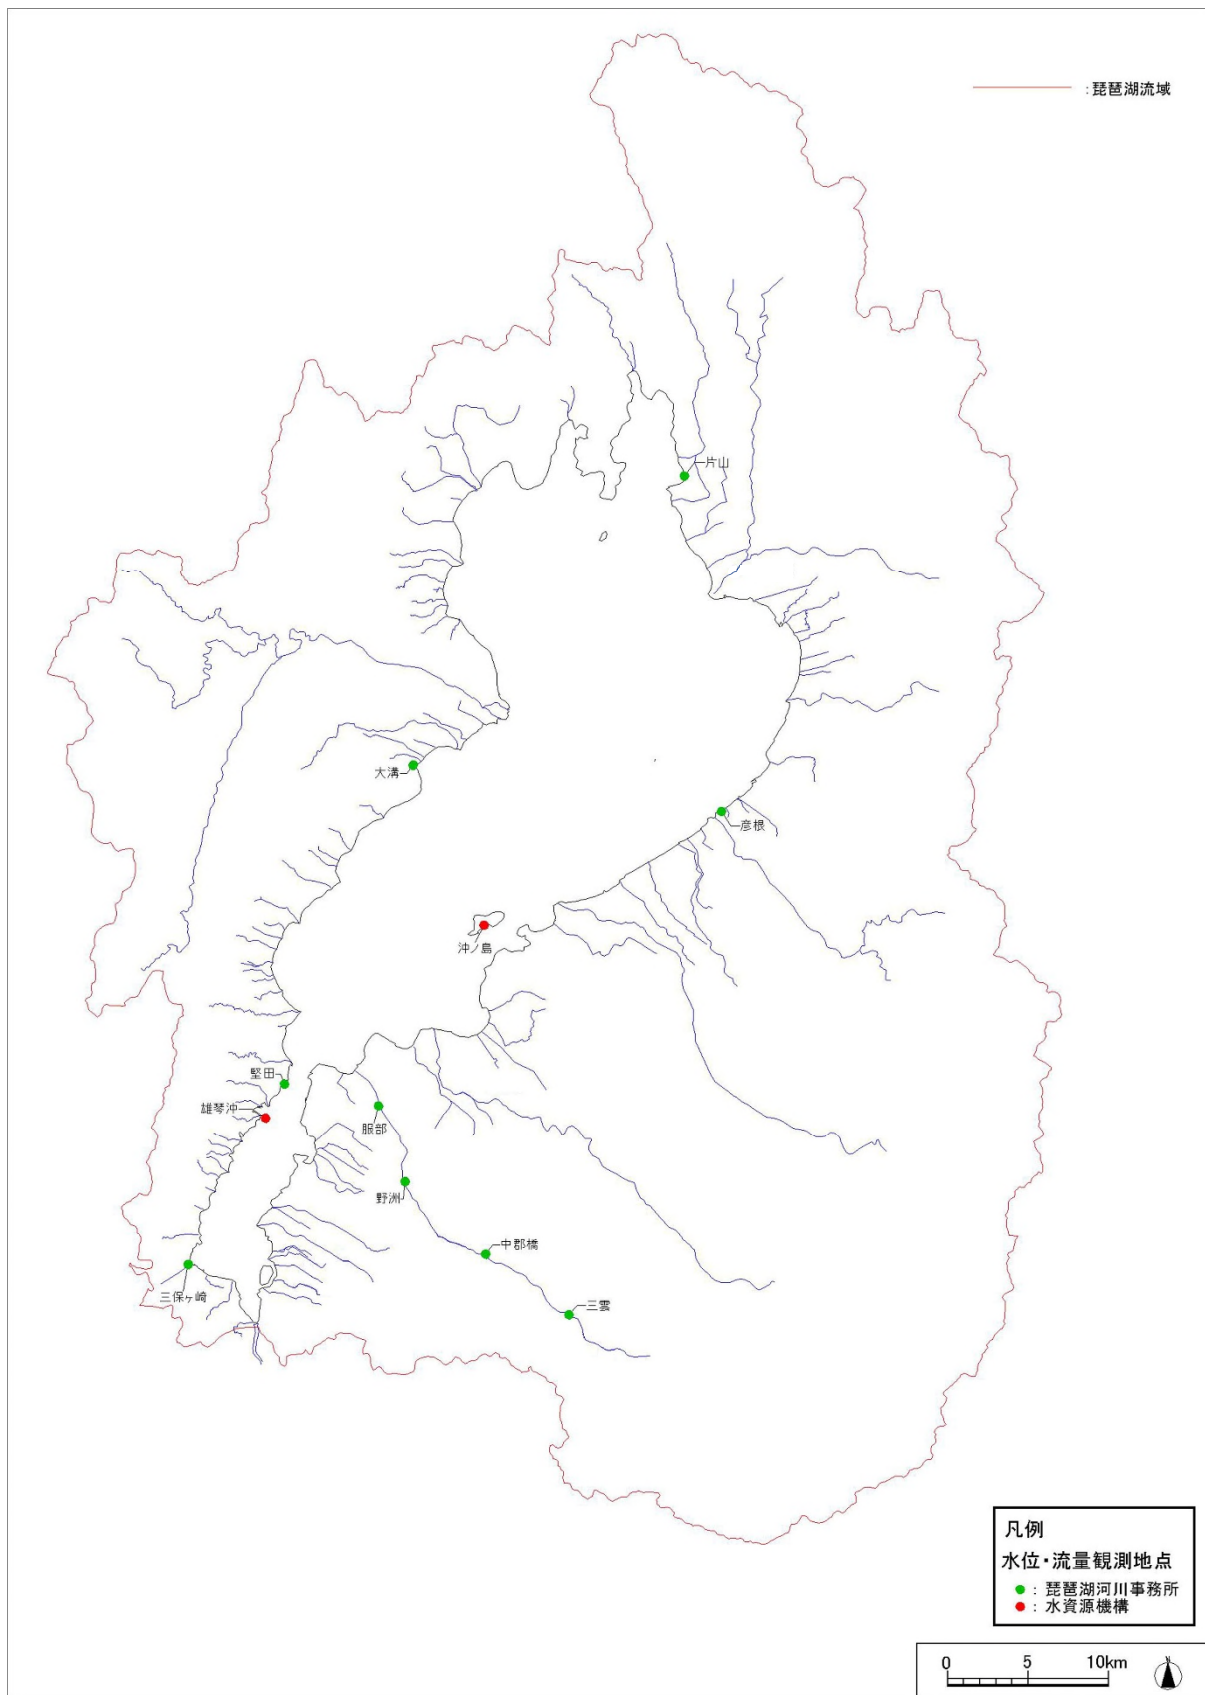 ：琵琶湖流域
片山
大溝
彦根
沖ノ島
堅田
雄琴沖
服部
野洲
中郡橋
三保ヶ崎
三雲
凡例
水位・流量観測地点
：琵琶湖河川事務所
：水資源機構
0 5 10km
N